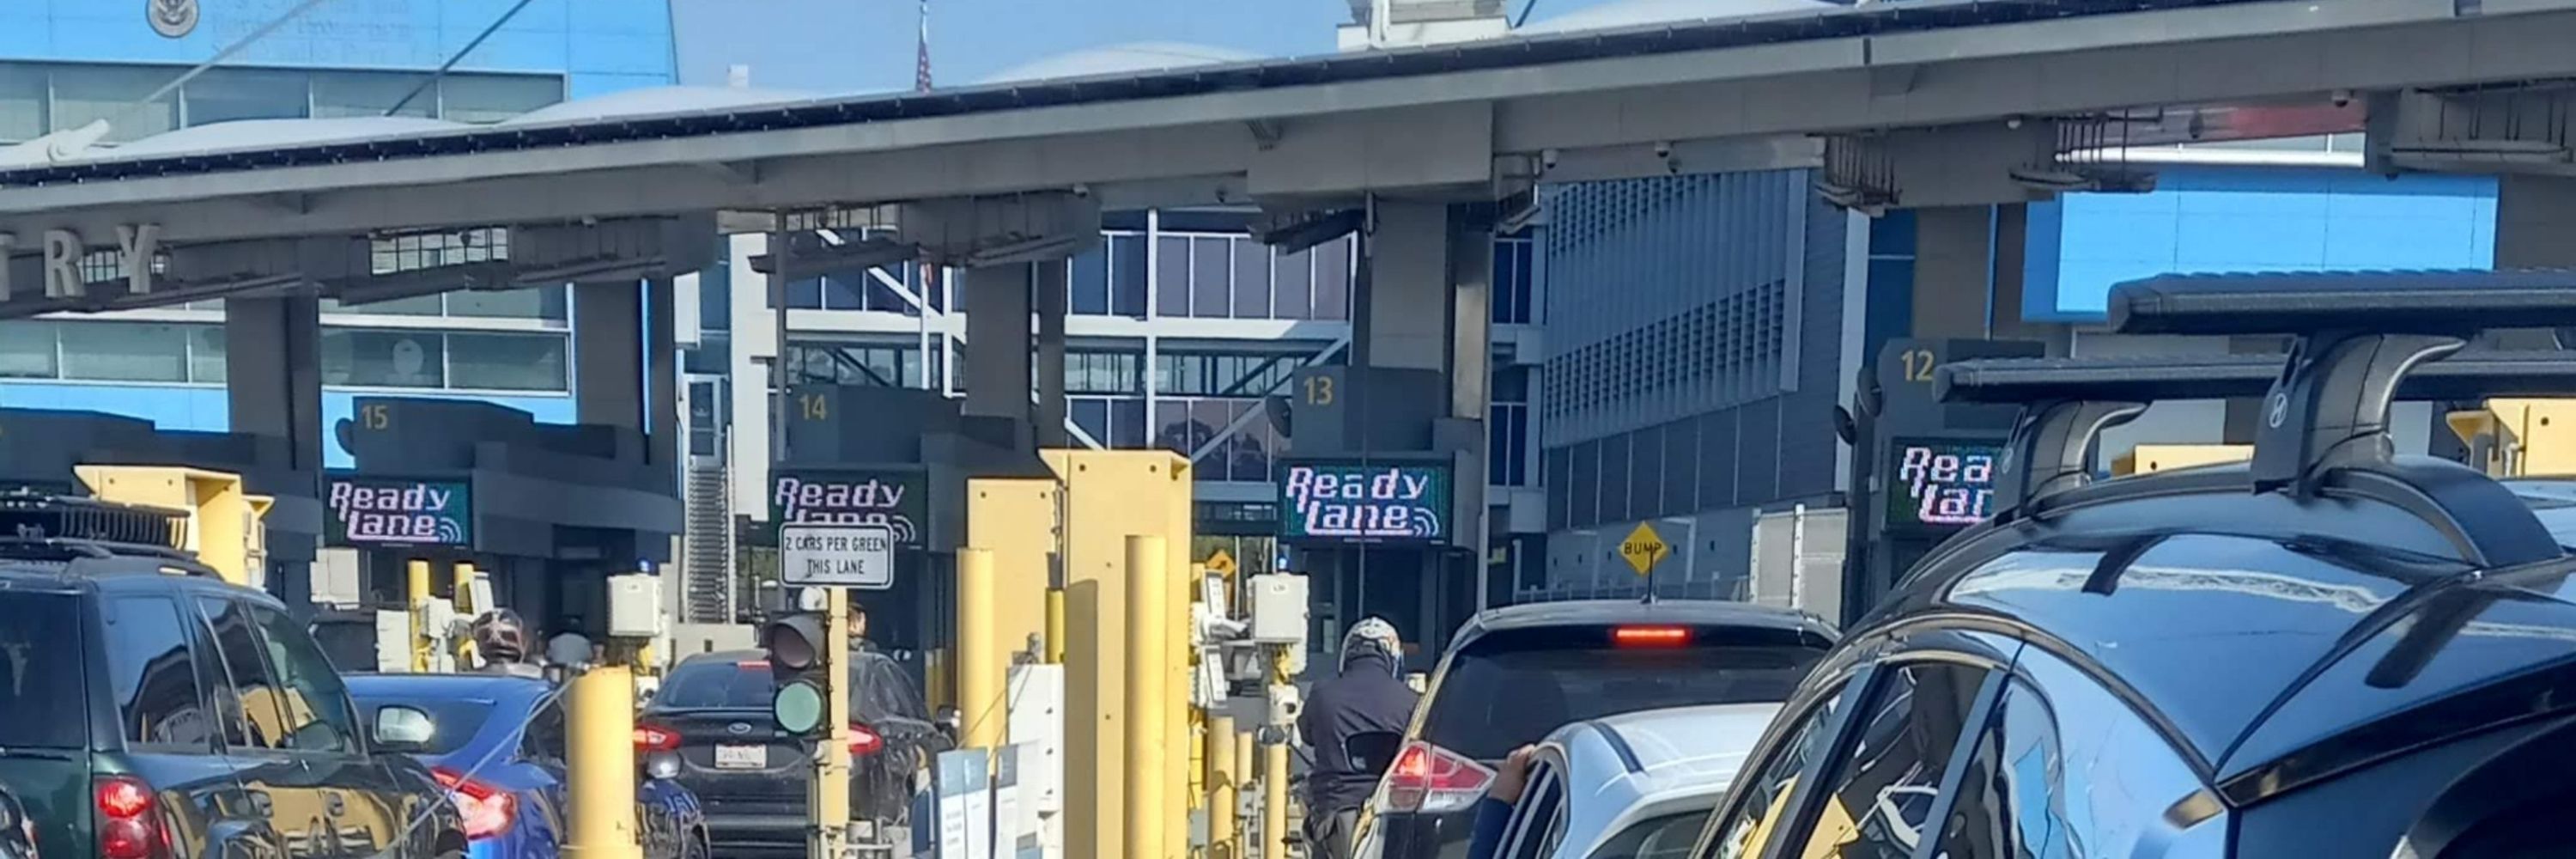 TRY
15
14
13
12
Ready
Lane
Ready
Lane
Ready
Lane
Rea
Lan
2 CARS PER GREEN
THIS LANE
BUMP